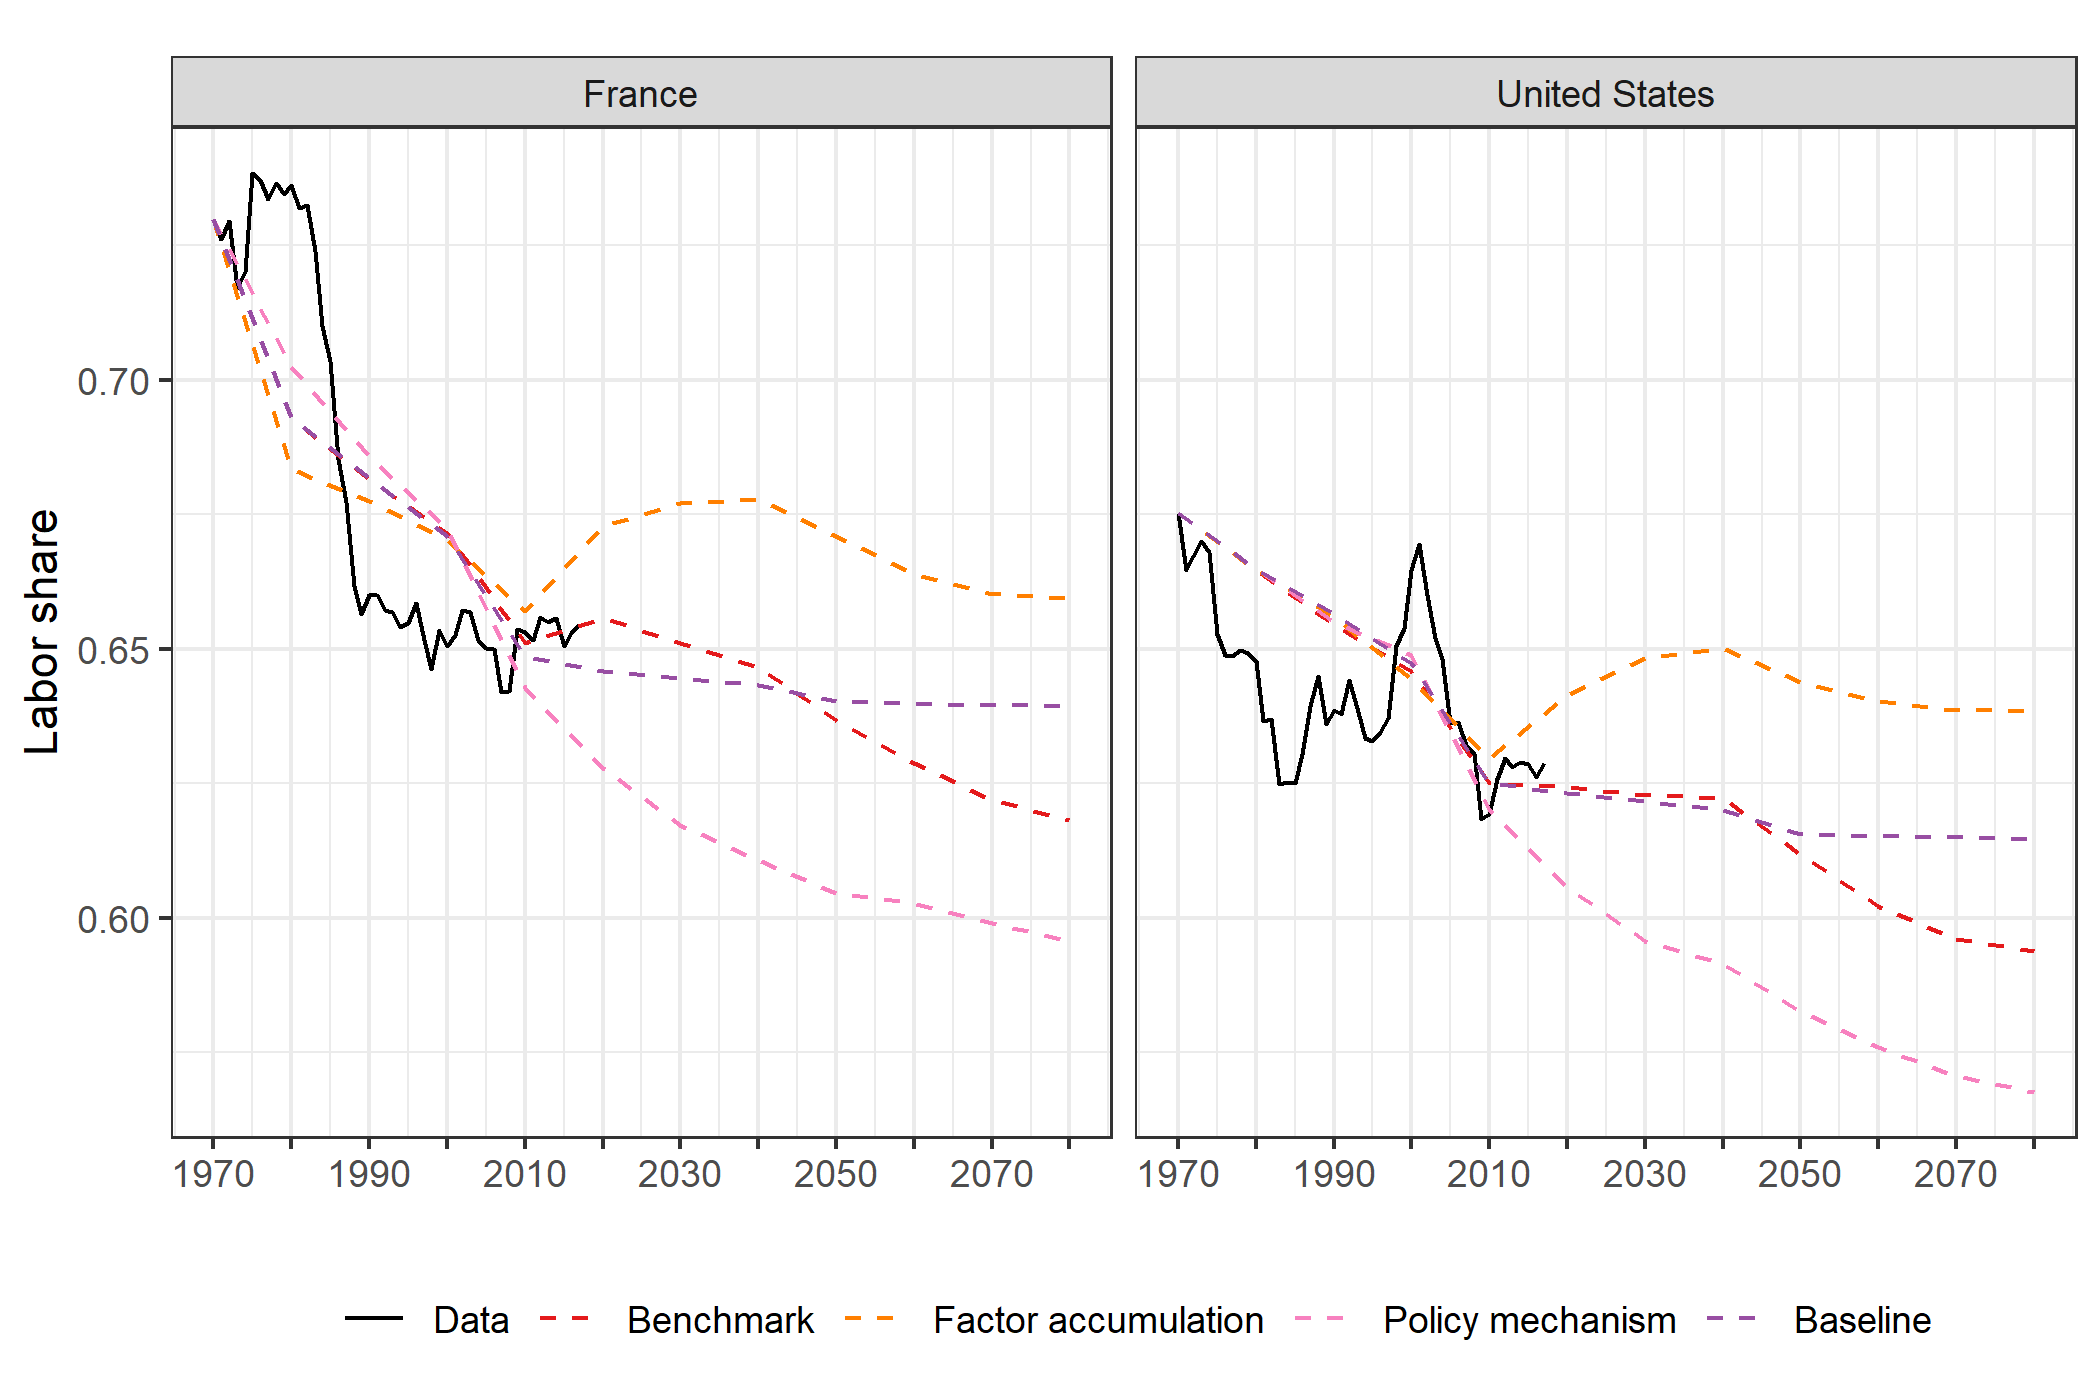 France
United States
Labor share
0.70
0.65
0.60
1970 1990 2010 2030 2050 2070
1970 1990 2010 2030 2050 2070
Data Benchmark Factor accumulation Policy mechanism Baseline